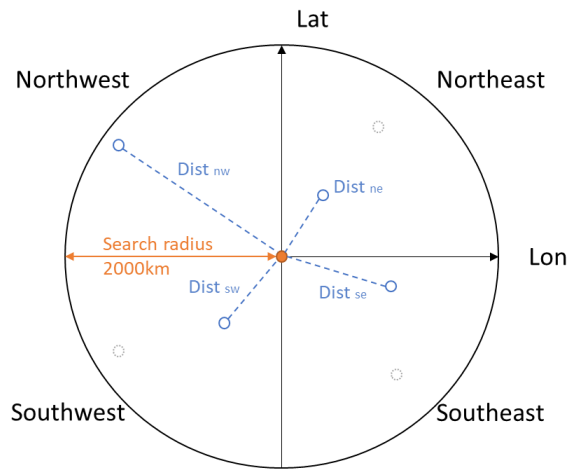 Lat
Northwest
Northeast
Dist nw
Dist ne
Search radius
2000km
Lon
Dist sw
Dist se
Southwest
Southeast